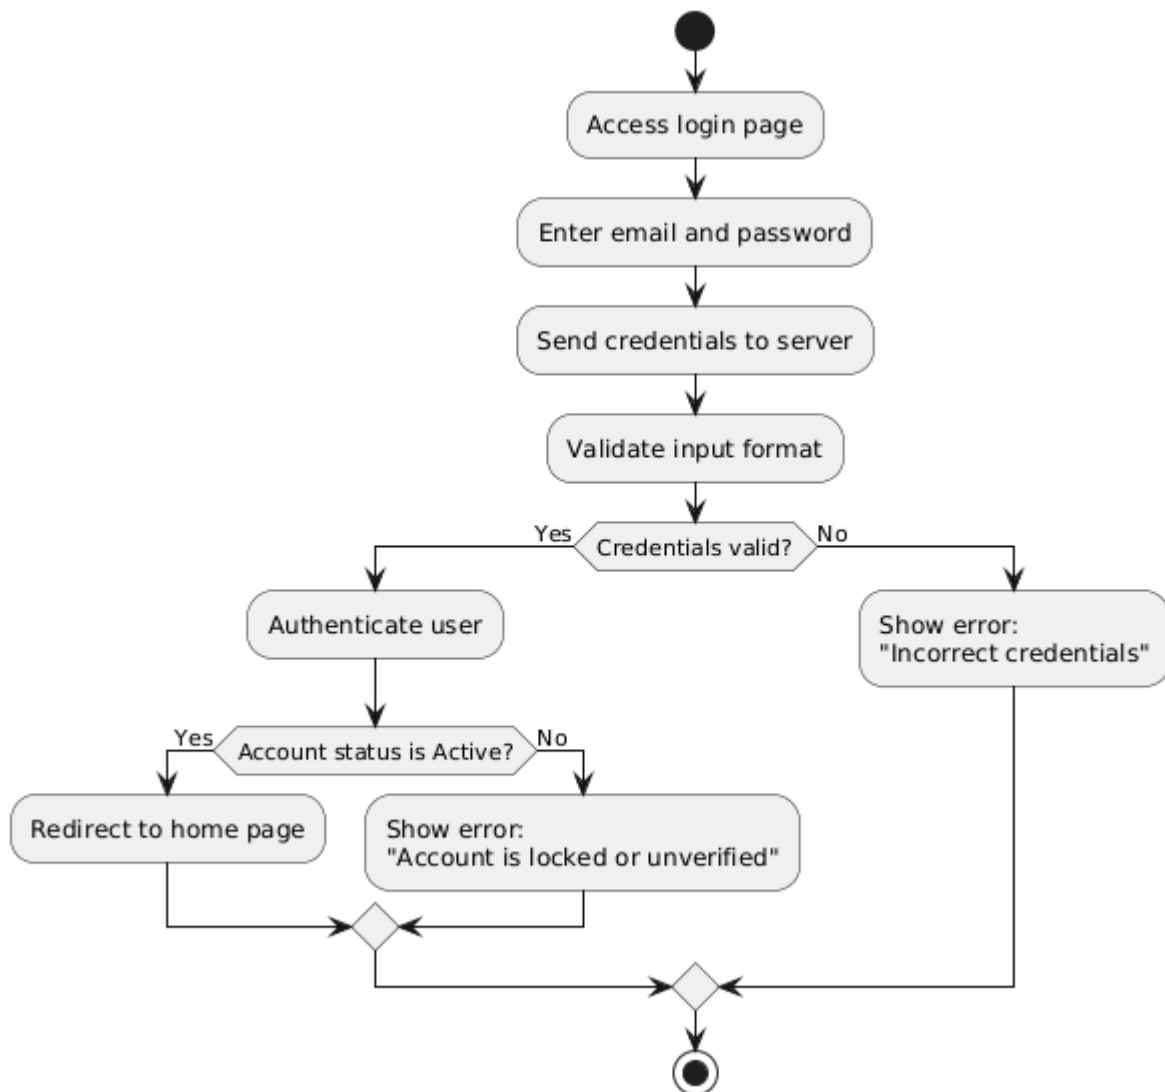 Access login page
Enter email and password
Send credentials to server
Validate input format
Yes
Credentials valid?
No
Authenticate user
Show error:
"Incorrect credentials"
Yes
Account status is Active?
No
Redirect to home page
Show error:
"Account is locked or unverified"